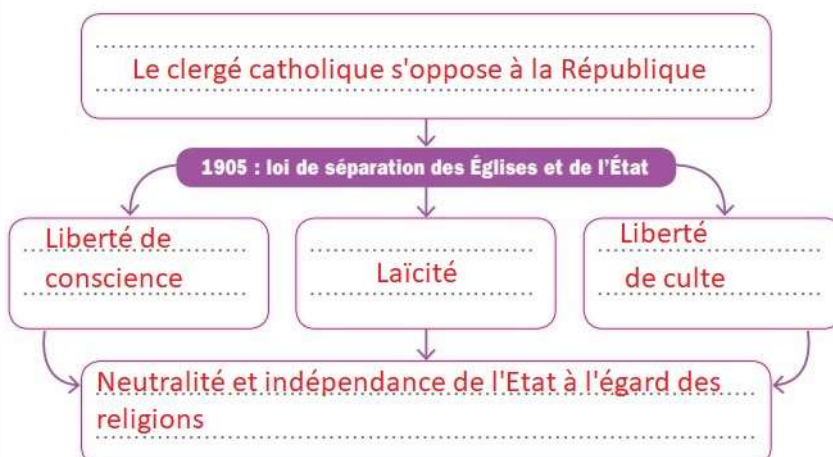 Le clergé catholique s'oppose à la République
1905 : loi de séparation des Églises et de l'État
Liberté de
conscience
Laïcité
Liberté
de culte
Neutralité et indépendance de l'Etat à l'égard des
religions